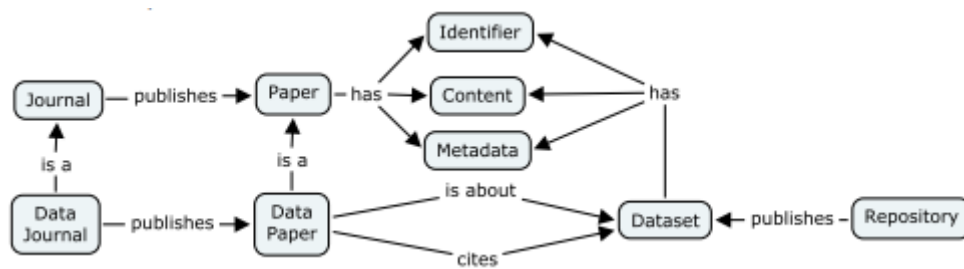 Identifier
Journal
publishes
Paper
has
Content
has
Metadata
is a
is a
is about
Data
Journal
publishes
Data
Paper
Dataset
publishes
Repository
cites